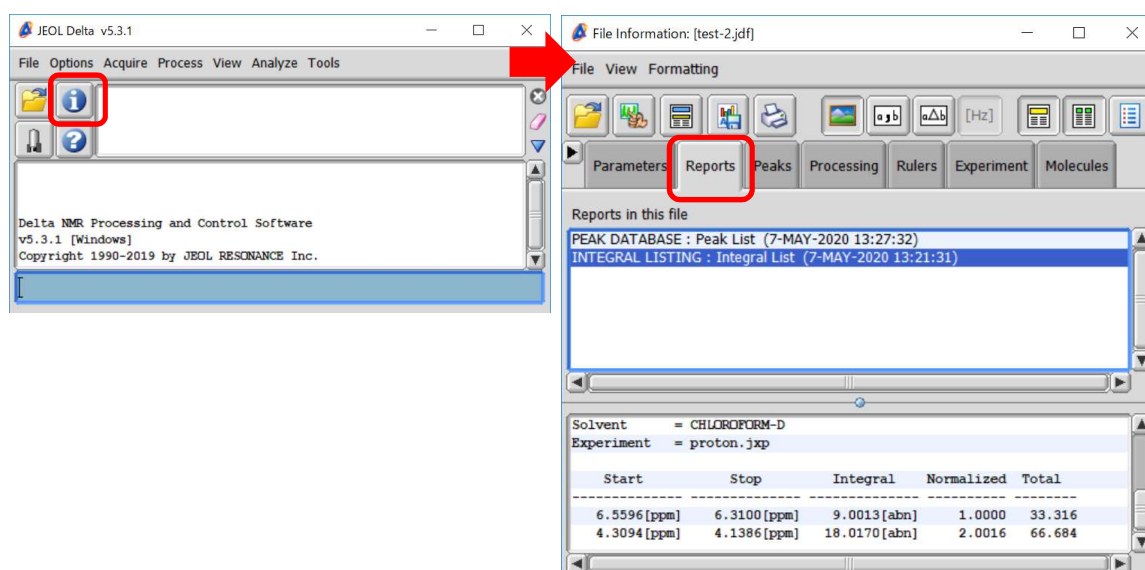 JEOL Delta v5.3.1
File Options Acquire Process View Analyze Tools
Delta NMR Processing and Control Software
v5.3.1 [Windows]
Copyright 1990-2019 by JEOL RESONANCE Inc.
File Information: [test-2.jdf]
File View Formatting
a,b aΔb [Hz]
Parameters Reports Peaks Processing Rulers Experiment Molecules
Reports in this file
PEAK DATABASE : Peak List (7-MAY-2020 13:27:32)
INTEGRAL LISTING : Integral List (7-MAY-2020 13:21:31)
Solvent = CHLOROFORM-D
Experiment = proton.jxp
Start Stop Integral Normalized Total
-------------- -------------- -------------- ---------- --------
6.5596[ppm] 6.3100[ppm] 9.0013[abn] 1.0000 33.316
4.3094[ppm] 4.1386[ppm] 18.0170[abn] 2.0016 66.684